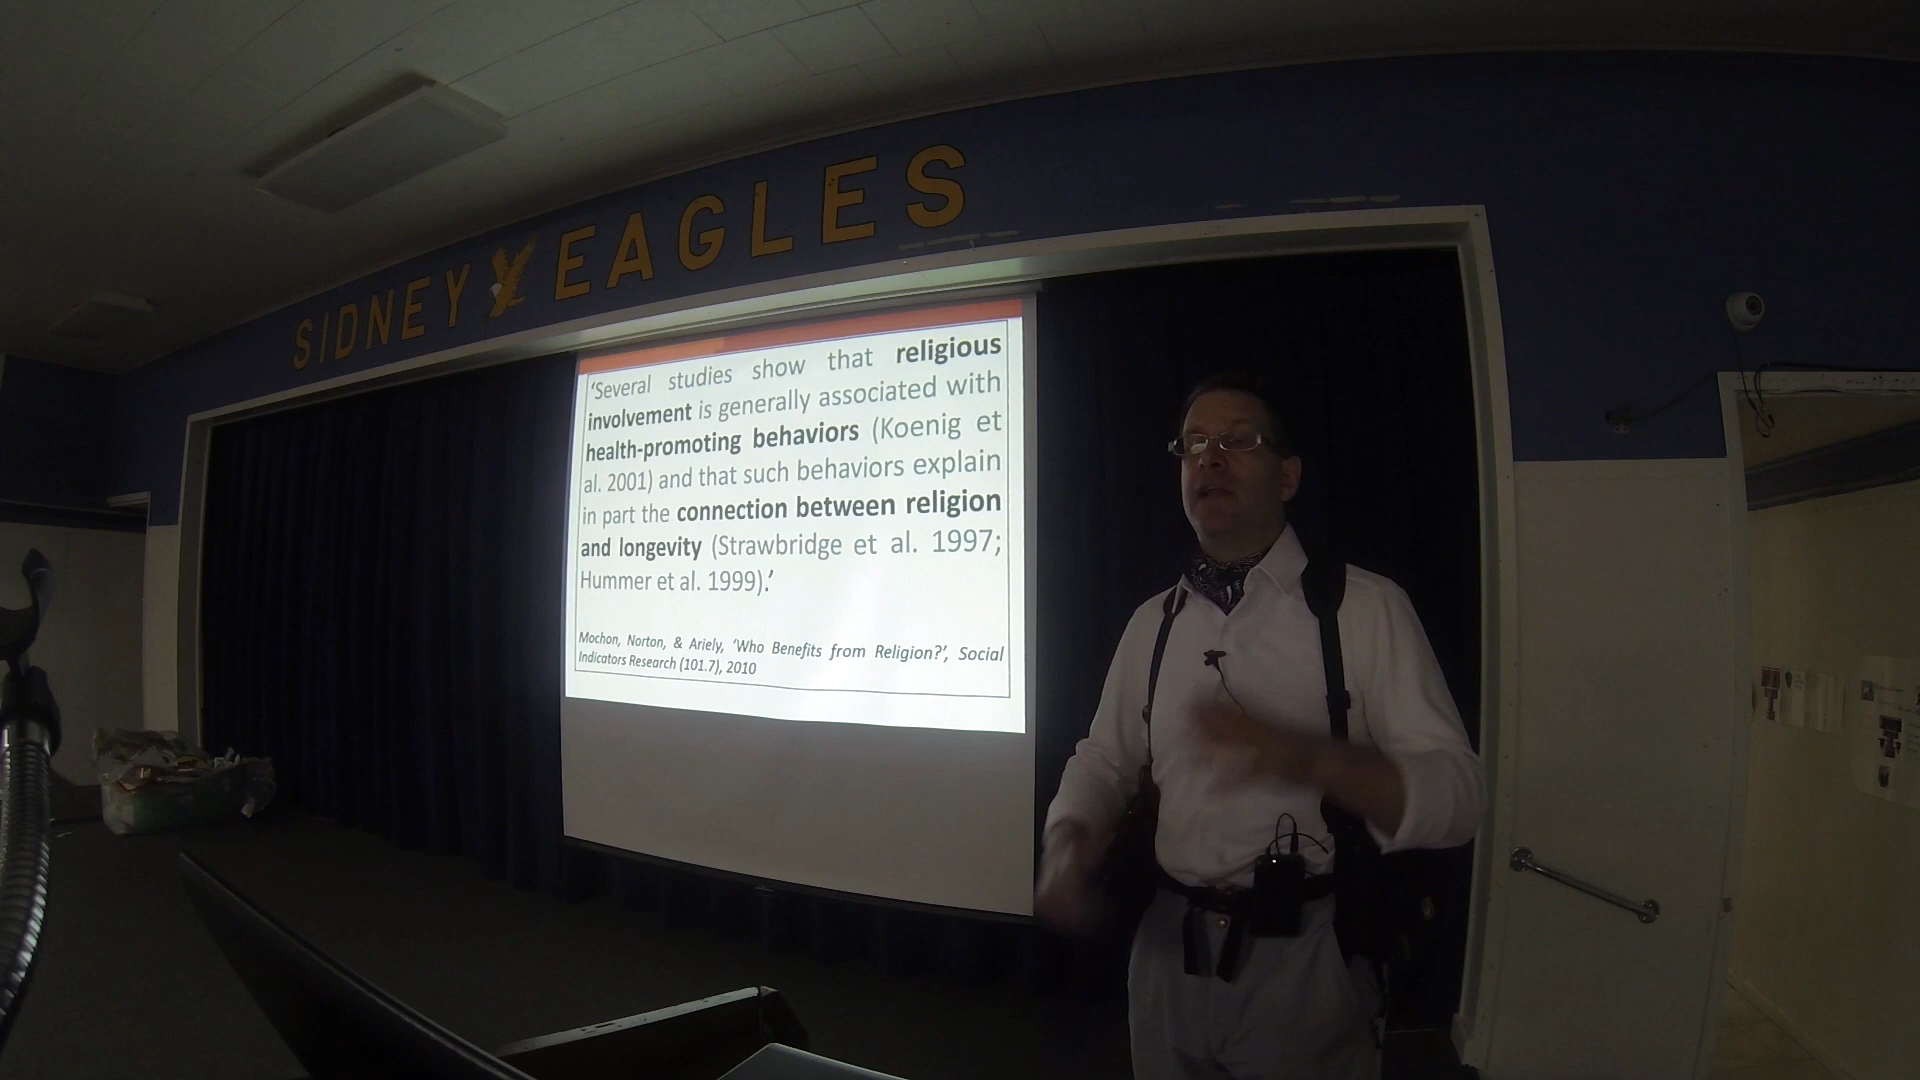 SIDNEY EAGLES
‘Several studies show that religious
involvement is generally associated with
health-promoting behaviors (Koenig et
al. 2001) and that such behaviors explain
in part the connection between religion
and longevity (Strawbridge et al. 1997;
Hummer et al. 1999).’
Mochon, Norton, & Ariely, ‘Who Benefits from Religion?’, Social
Indicators Research (101.7), 2010